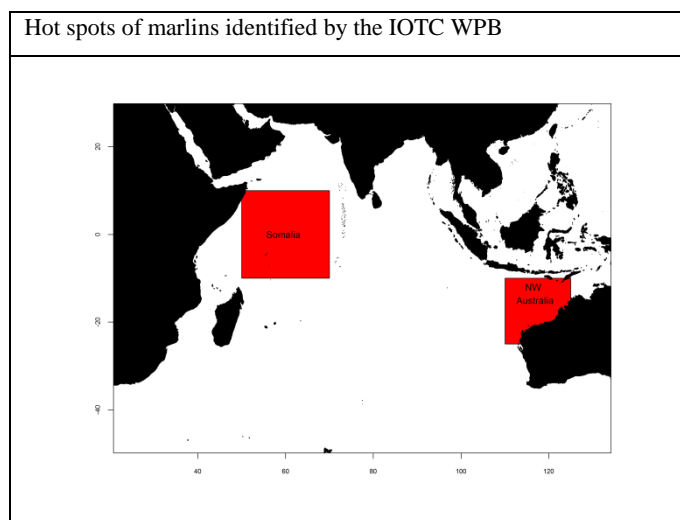 Hot spots of marlins identified by the IOTC WPB
20
0
-20
-40
Somalia
NW
Australia
40
60
80
100
120